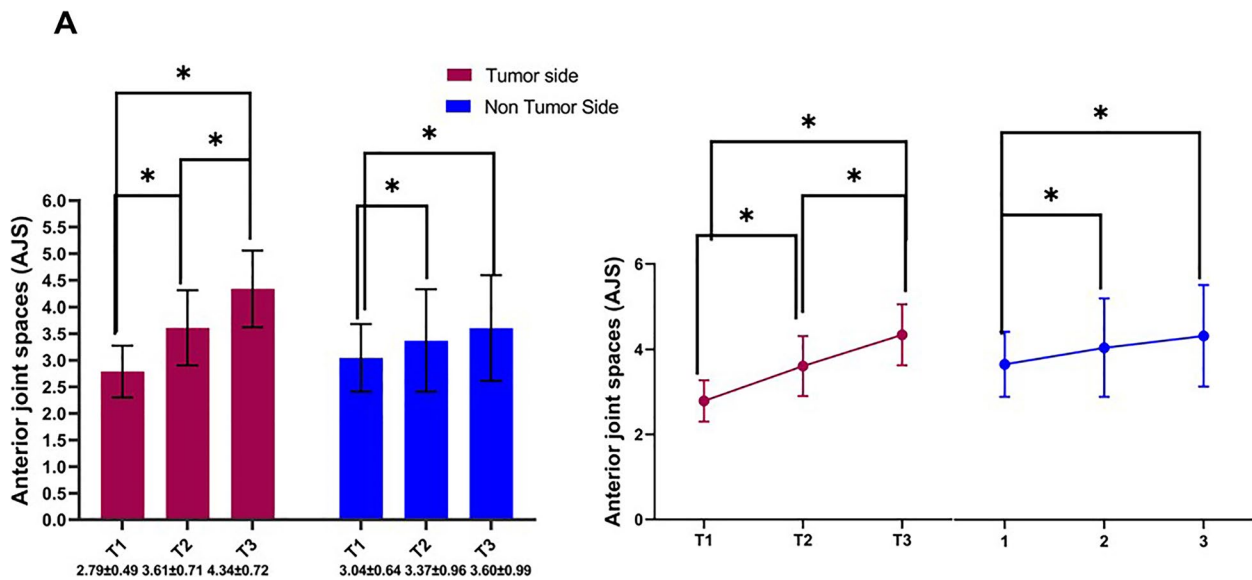 A
Tumor side
Non Tumor Side
* * *
* *
Anterior joint spaces (AJS)
6.0
5.5
5.0
4.5
4.0
3.5
3.0
2.5
2.0
1.5
1.0
0.5
0.0
T1 T2 T3 T1 T2 T3
2.79±0.49 3.61±0.71 4.34±0.72 3.04±0.64 3.37±0.96 3.60±0.99
* * *
* *
Anterior joint spaces (AJS)
6
4
2
0
T1 T2 T3 1 2 3